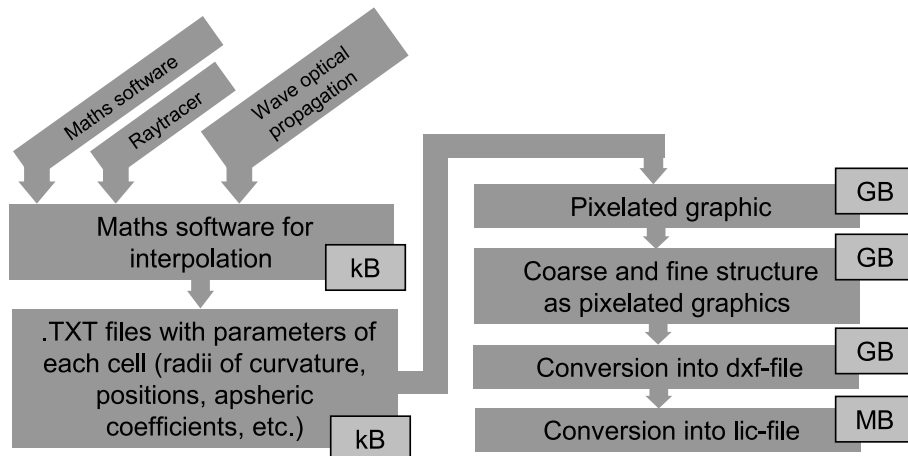 Maths software
Raytracer
Wave optical
propagation
Maths software for
interpolation
kB
.TXT files with parameters of
each cell (radii of curvature,
positions, apsheric
coefficients, etc.)
kB
Pixelated graphic
GB
Coarse and fine structure
as pixelated graphics
GB
Conversion into dxf-file
GB
Conversion into lic-file
MB